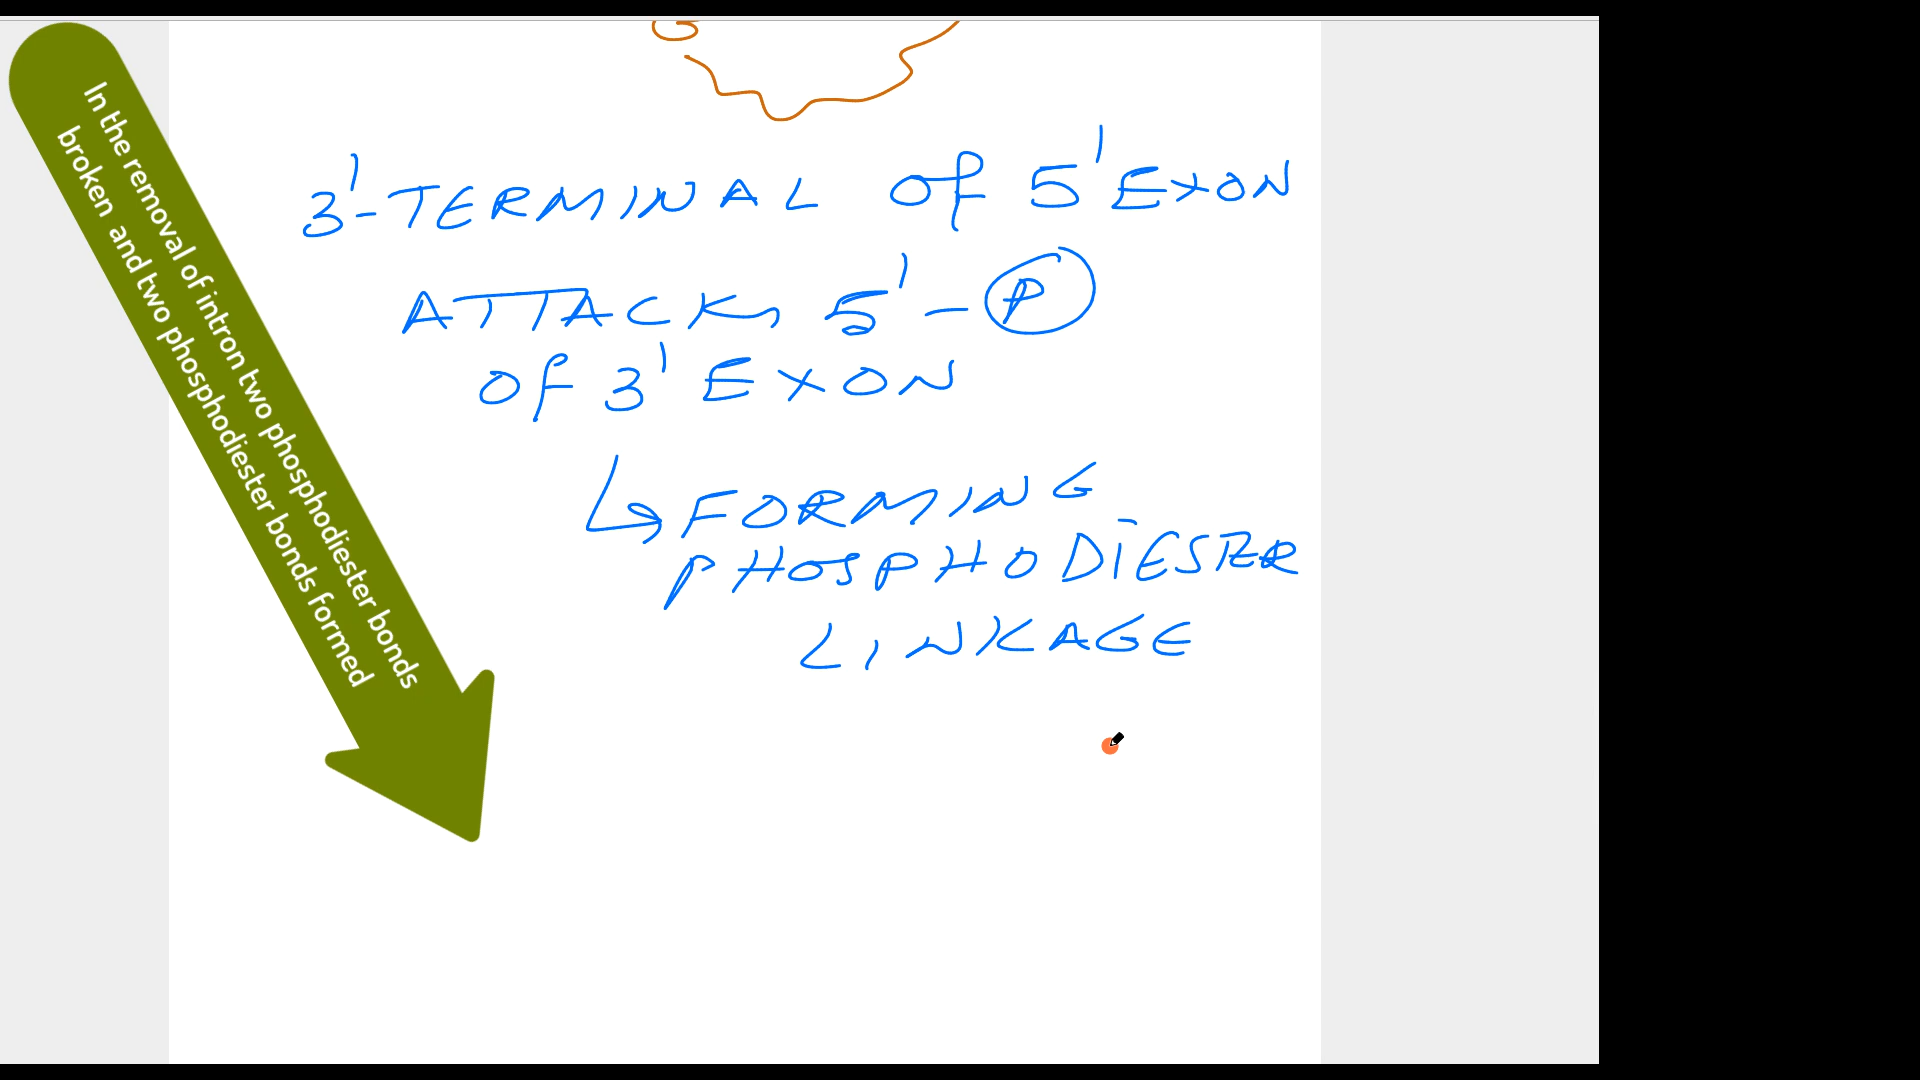 In the removal of intron two phosphodiester bonds
broken and two phosphodiester bonds formed
3'-TERMINAL Of 5' EXON
ATTACKs 5'-P
Of 3' EXON
↳ FORMING
PHOSPHODIESTER
LINKAGE